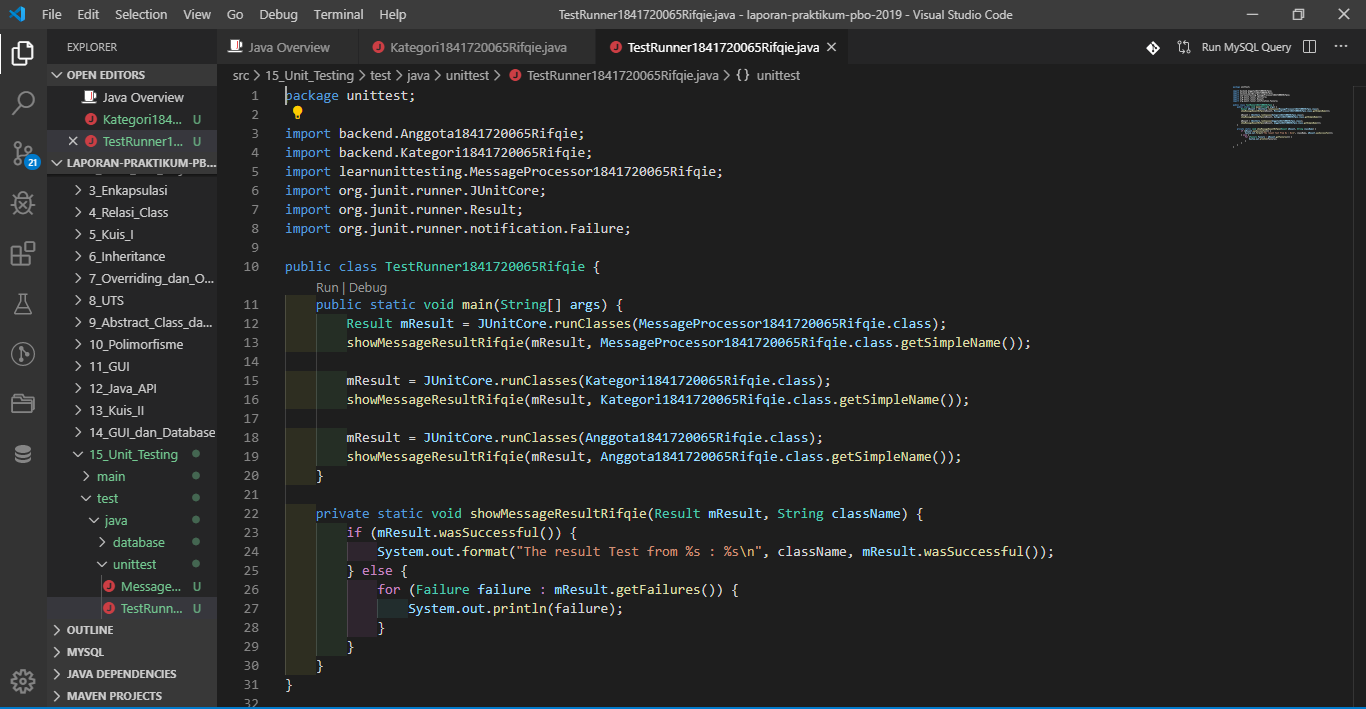 File Edit Selection View Go Debug Terminal Help TestRunner1841720065Rifqie.java - laporan-praktikum-pbo-2019 - Visual Studio Code
EXPLORER
OPEN EDITORS
Java Overview
Kategori184... U
TestRunner1... U
LAPORAN-PRAKTIKUM-PB...
3_Enkapsulasi
4_Relasi_Class
5_Kuis_I
6_Inheritance
7_Overriding_dan_O...
8_UTS
9_Abstract_Class_da...
10_Polimorfisme
11_GUI
12_Java_API
13_Kuis_II
14_GUI_dan_Database
15_Unit_Testing
main
test
java
database
unittest
Message... U
TestRunn... U
OUTLINE
MYSQL
JAVA DEPENDENCIES
MAVEN PROJECTS
21
Java Overview Kategori1841720065Rifqie.java TestRunner1841720065Rifqie.java Run MySQL Query
src > 15_Unit_Testing > test > java > unittest > TestRunner1841720065Rifqie.java > {} unittest
1 package unittest;
2
3 import backend.Anggota1841720065Rifqie;
4 import backend.Kategori1841720065Rifqie;
5 import learnunittesting.MessageProcessor1841720065Rifqie;
6 import org.junit.runner.JUnitCore;
7 import org.junit.runner.Result;
8 import org.junit.runner.notification.Failure;
9
10 public class TestRunner1841720065Rifqie {
Run | Debug
11 public static void main(String[] args) {
12 Result mResult = JUnitCore.runClasses(MessageProcessor1841720065Rifqie.class);
13 showMessageResultRifqie(mResult, MessageProcessor1841720065Rifqie.class.getSimpleName());
14
15 mResult = JUnitCore.runClasses(Kategori1841720065Rifqie.class);
16 showMessageResultRifqie(mResult, Kategori1841720065Rifqie.class.getSimpleName());
17
18 mResult = JUnitCore.runClasses(Anggota1841720065Rifqie.class);
19 showMessageResultRifqie(mResult, Anggota1841720065Rifqie.class.getSimpleName());
20 }
21
22 private static void showMessageResultRifqie(Result mResult, String className) {
23 if (mResult.wasSuccessful()) {
24 System.out.format("The result Test from %s : %s\n", className, mResult.wasSuccessful());
25 } else {
26 for (Failure failure : mResult.getFailures()) {
27 System.out.println(failure);
28 }
29 }
30 }
31 }
32